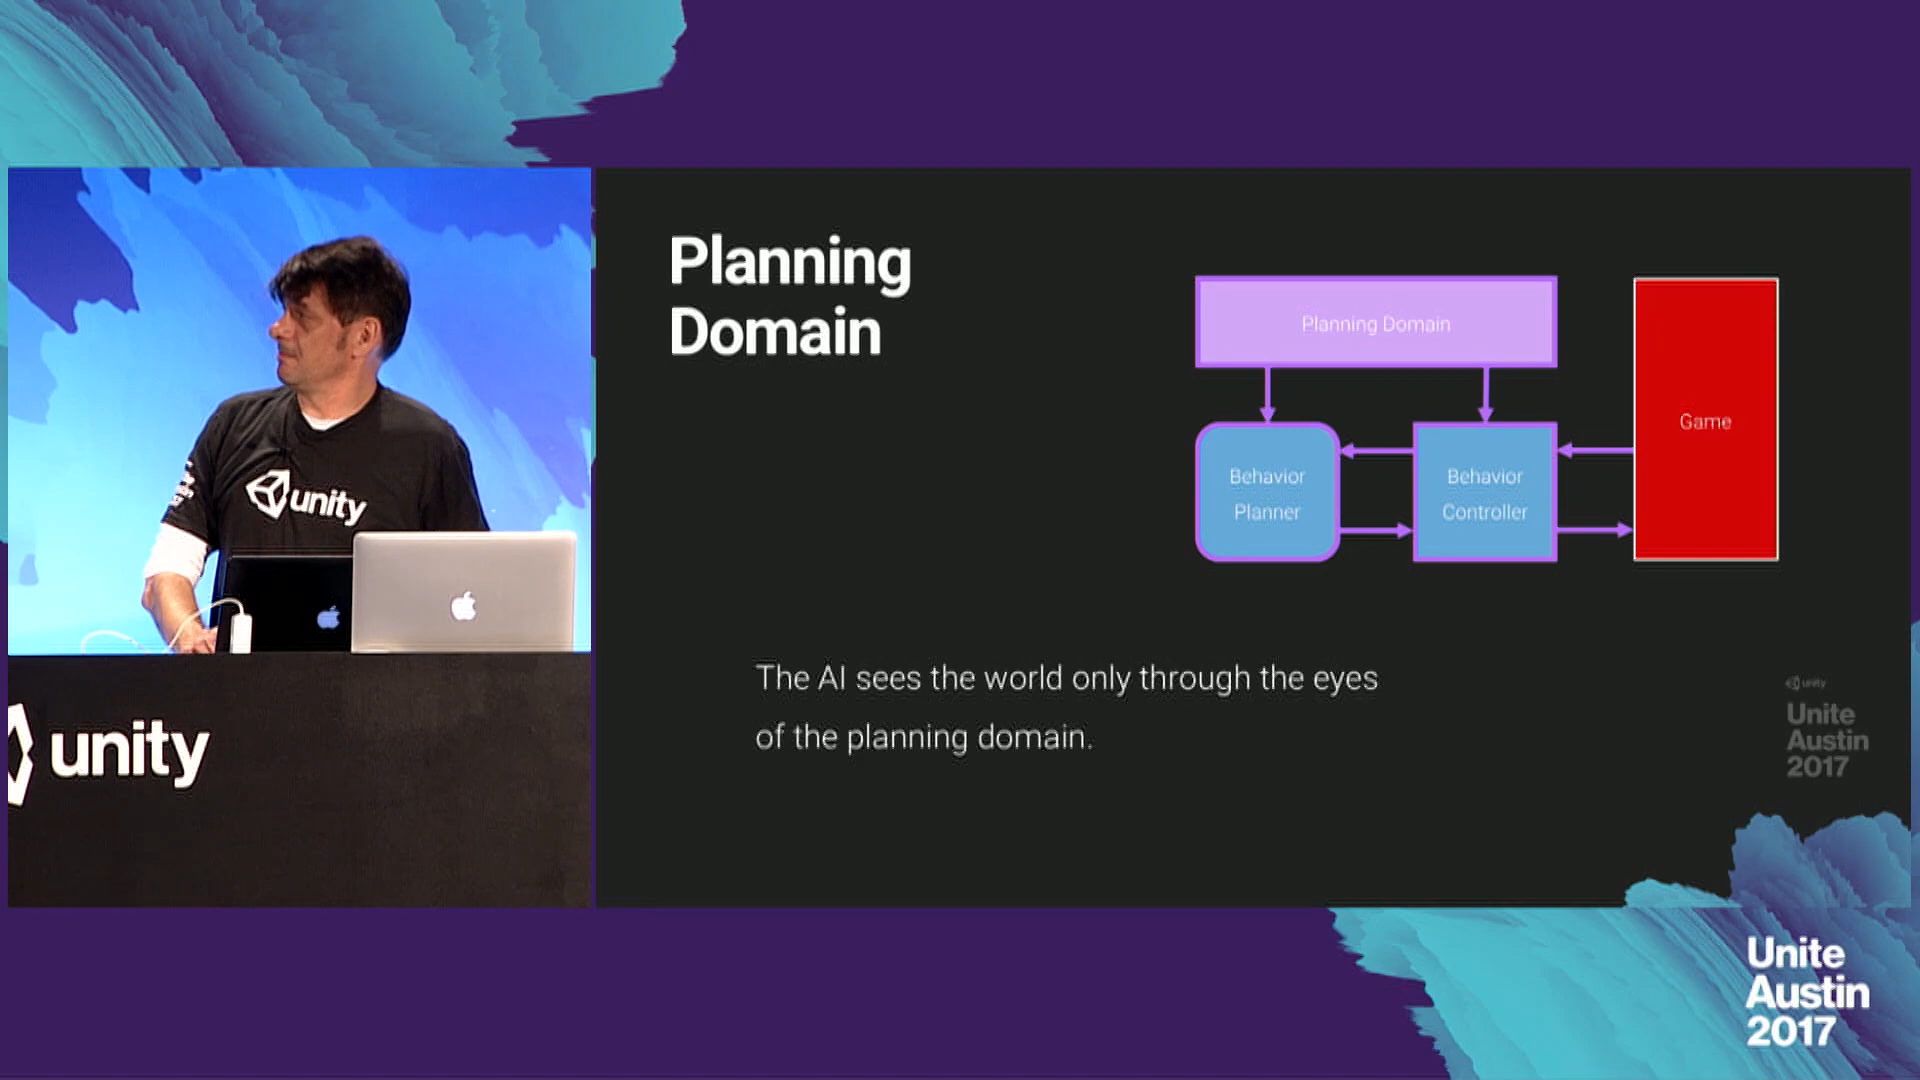 Planning
Domain
Planning Domain
Game
Behavior
Planner
Behavior
Controller
The AI sees the world only through the eyes
of the planning domain.
unity
unity
unity
Unite
Austin
2017
Unite
Austin
2017